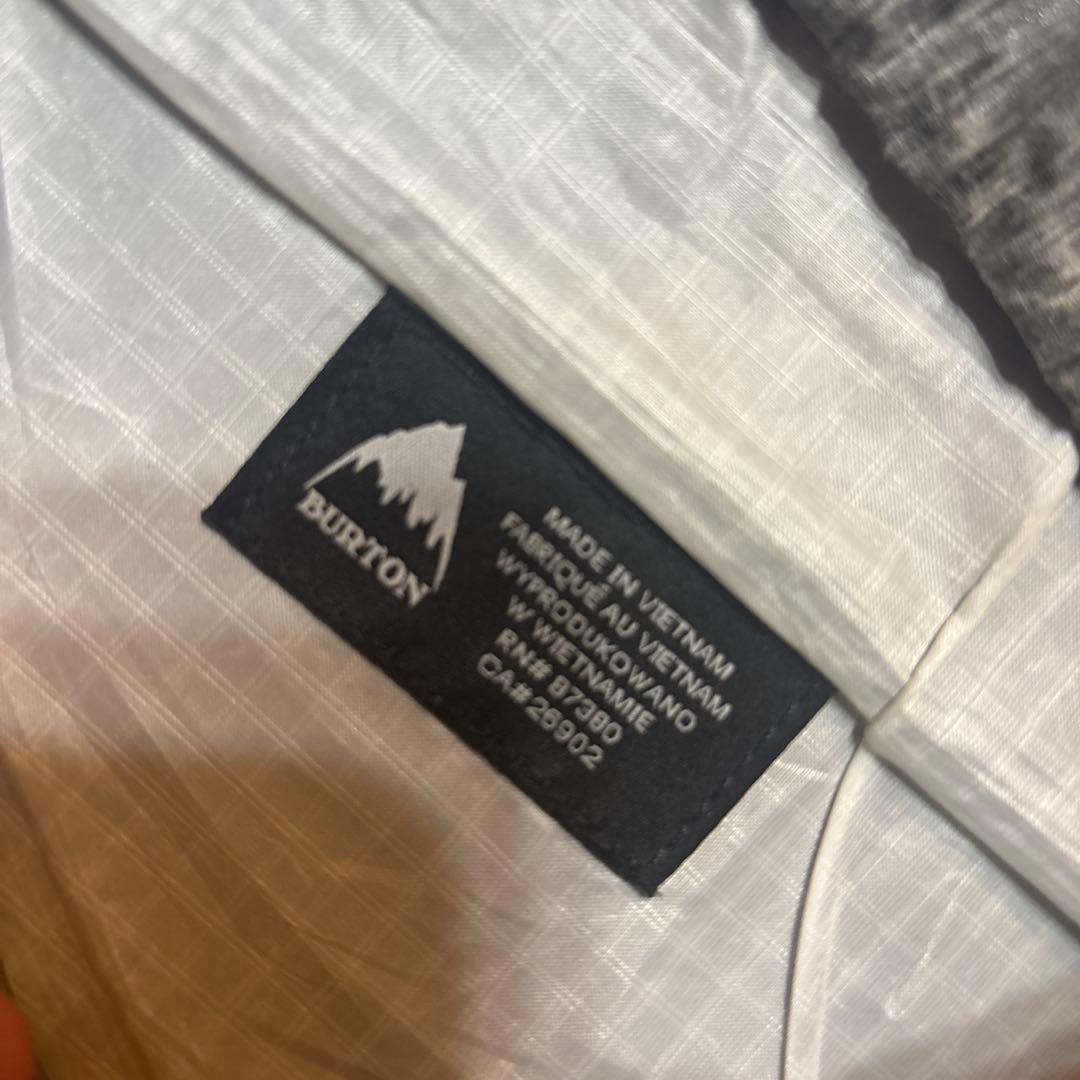 BURTON
MADE IN VIETNAM
FABRIQUÉ AU VIETNAM
WYPRODUKOWANO
W WIETNAMIE
RN# 87380
CA# 26902